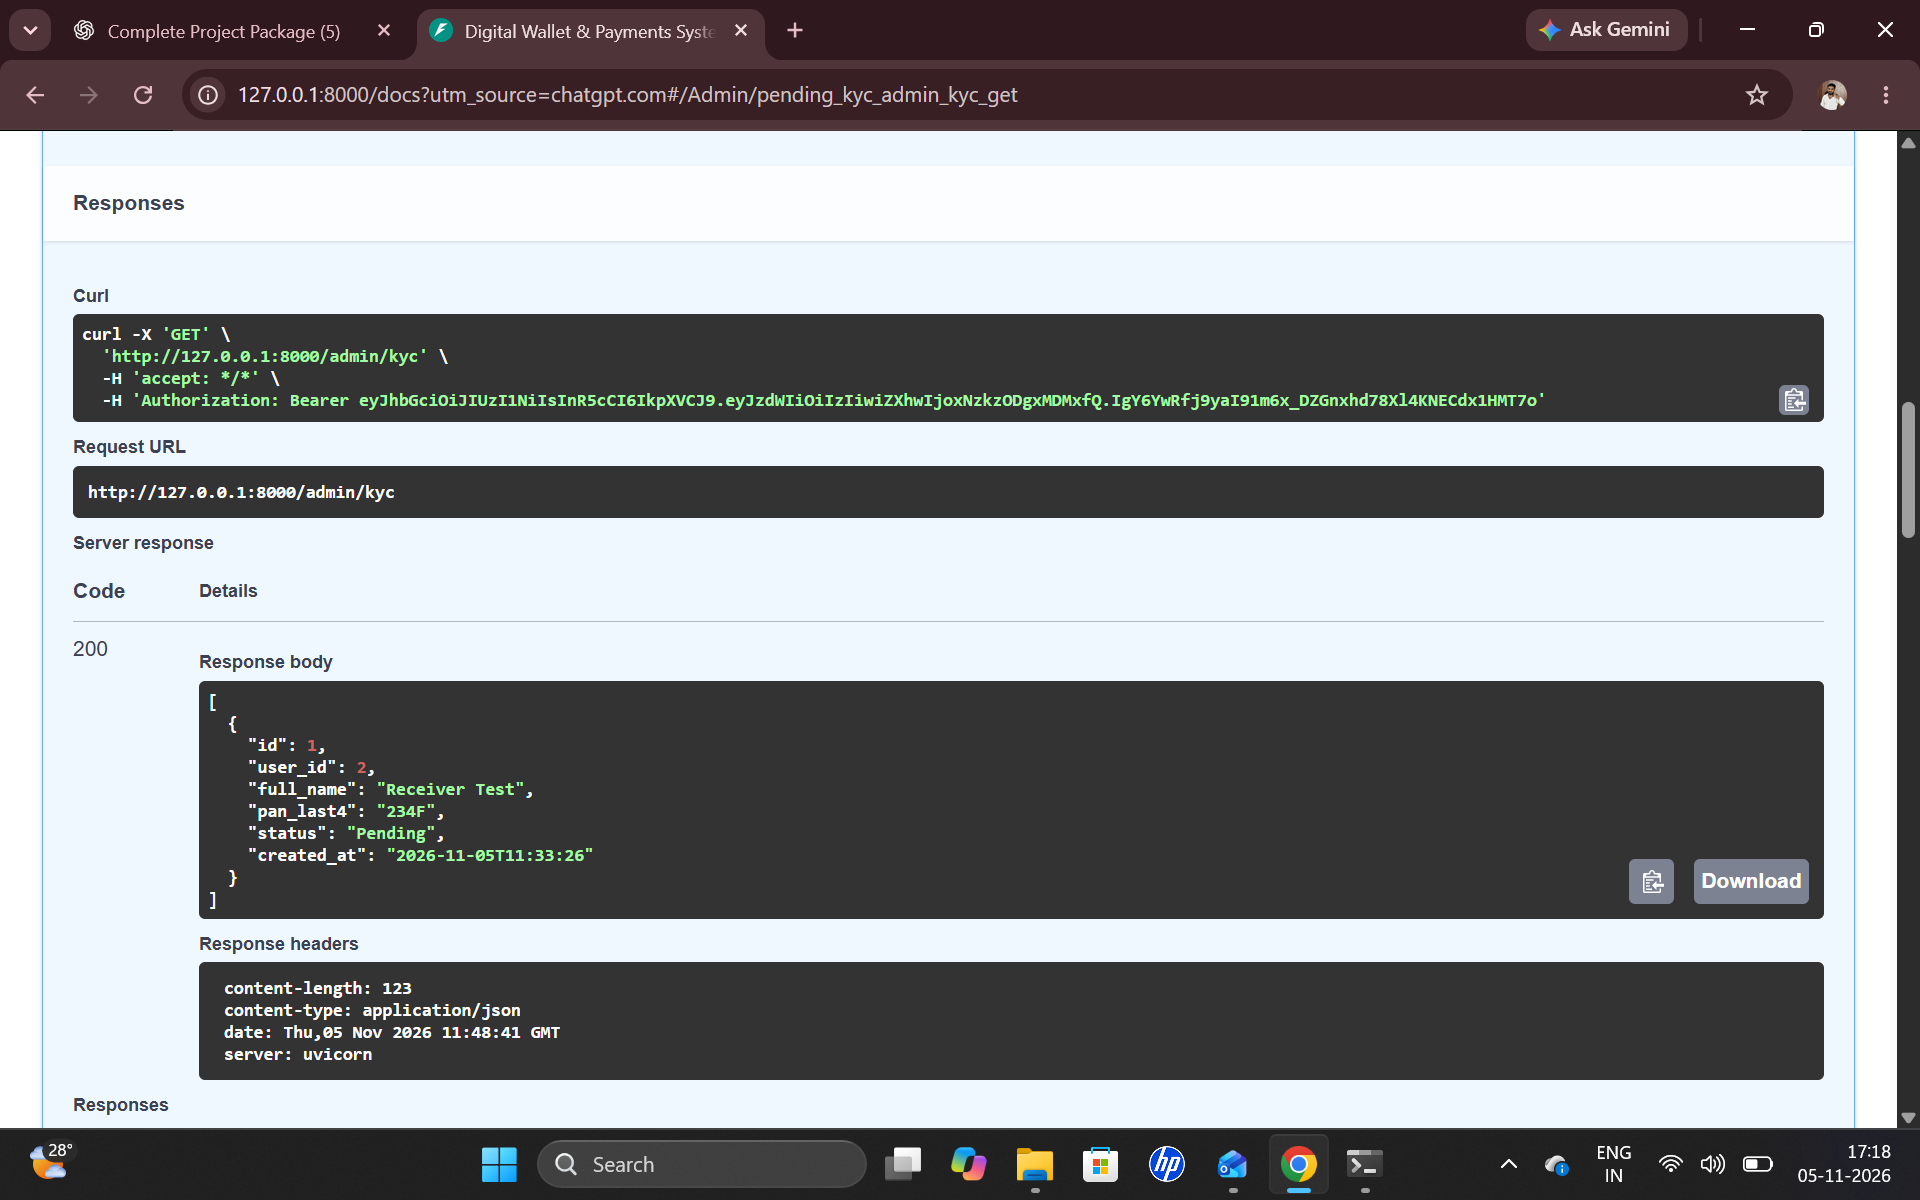 Complete Project Package (5)
Digital Wallet & Payments Syste
Ask Gemini
127.0.0.1:8000/docs?utm_source=chatgpt.com#/Admin/pending_kyc_admin_kyc_get
Responses
Curl
curl -X 'GET' \
'http://127.0.0.1:8000/admin/kyc' \
-H 'accept: */*' \
-H 'Authorization: Bearer eyJhbGciOiJIUzI1NiIsInR5cCI6IkpXVCJ9.eyJzdWIiOiIzIiwiZXhwIjoxNzkzODgxMDMxfQ.IgY6YwRfj9yaI91m6x_DZGnxhd78Xl4KNECdx1HMT7o'
Request URL
http://127.0.0.1:8000/admin/kyc
Server response
Code Details
200
Response body
[
{
"id": 1,
"user_id": 2,
"full_name": "Receiver Test",
"pan_last4": "234F",
"status": "Pending",
"created_at": "2026-11-05T11:33:26"
}
]
Download
Response headers
content-length: 123
content-type: application/json
date: Thu,05 Nov 2026 11:48:41 GMT
server: uvicorn
Responses
28°
Search
hp
ENG
IN
17:18
05-11-2026